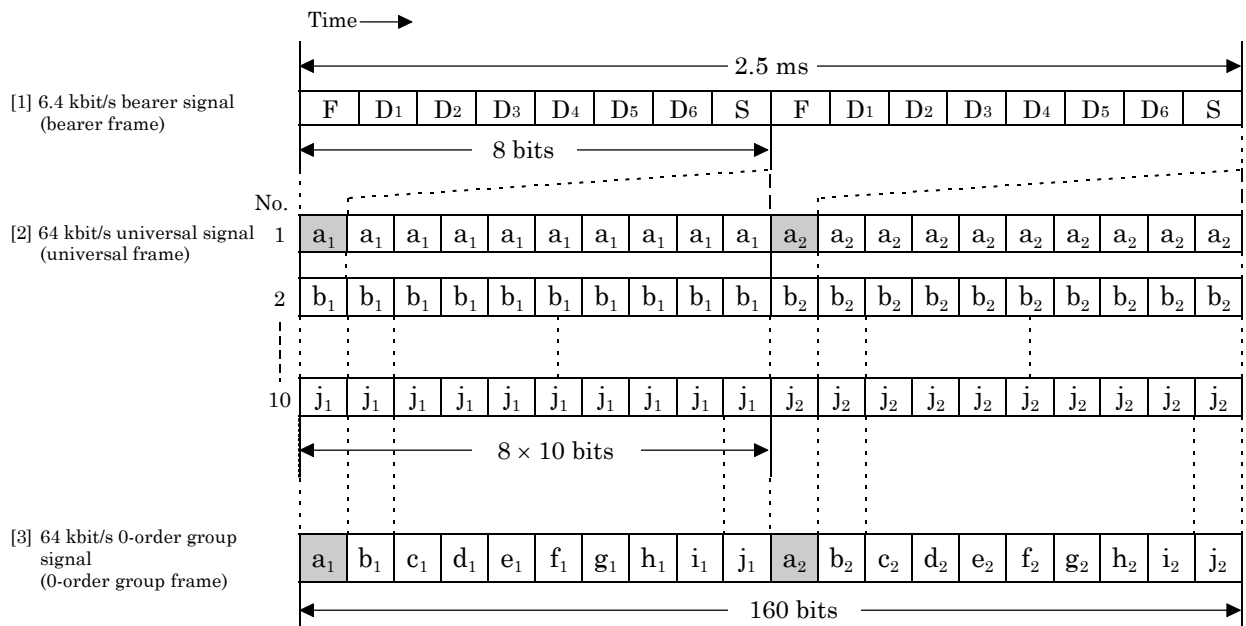 Time
2.5 ms
[1] 6.4 kbit/s bearer signal
(bearer frame)
F D1 D2 D3 D4 D5 D6 S F D1 D2 D3 D4 D5 D6 S
8 bits
No.
[2] 64 kbit/s universal signal
(universal frame)
1 a₁ a₁ a₁ a₁ a₁ a₁ a₁ a₁ a₁ a₁ a₂ a₂ a₂ a₂ a₂ a₂ a₂ a₂ a₂ a₂
2 b₁ b₁ b₁ b₁ b₁ b₁ b₁ b₁ b₁ b₁ b₂ b₂ b₂ b₂ b₂ b₂ b₂ b₂ b₂ b₂
10 j₁ j₁ j₁ j₁ j₁ j₁ j₁ j₁ j₁ j₁ j₂ j₂ j₂ j₂ j₂ j₂ j₂ j₂ j₂ j₂
8 × 10 bits
[3] 64 kbit/s 0-order group
signal
(0-order group frame)
a₁ b₁ c₁ d₁ e₁ f₁ g₁ h₁ i₁ j₁ a₂ b₂ c₂ d₂ e₂ f₂ g₂ h₂ i₂ j₂
160 bits